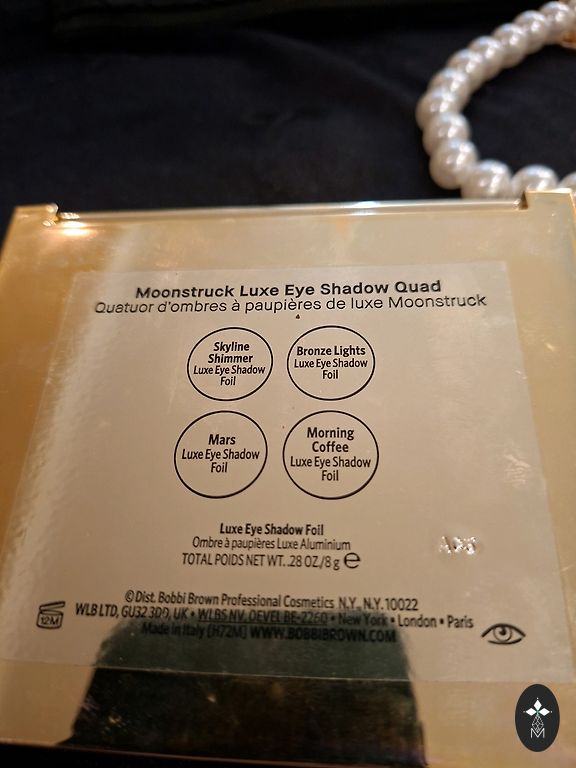 Moonstruck Luxe Eye Shadow Quad
Quatuor d'ombres à paupières de luxe Moonstruck
Skyline
Shimmer
Luxe Eye Shadow
Foil
Bronze Lights
Luxe Eye Shadow
Foil
Mars
Luxe Eye Shadow
Foil
Morning
Coffee
Luxe Eye Shadow
Foil
Luxe Eye Shadow Foil
Ombre à paupières Luxe Aluminium
TOTAL POIDS NET WT. .28 OZ./8 g ℮
© Dist. Bobbi Brown Professional Cosmetics N.Y., N.Y. 10022
WLB LTD, GU32 3DD, UK • WLBS NV. OEVEL BE-2260 • New York • London • Paris
Made in Italy [H72M] WWW.BOBBIBROWN.COM
12M
M